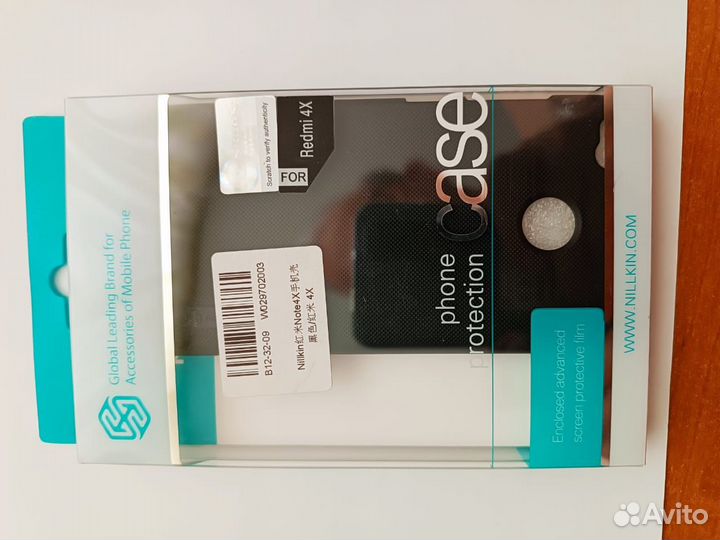 Global Leading Brand for
Accessories of Mobile Phone
Scratch to verify authenticity
FOR
Redmi 4X
B12-32-09 W029702003
Nillkin红米Note4X手机壳
黑色/红米 4X
phone
protection
case
Enclosed advanced
screen protective film
WWW.NILLKIN.COM
Avito